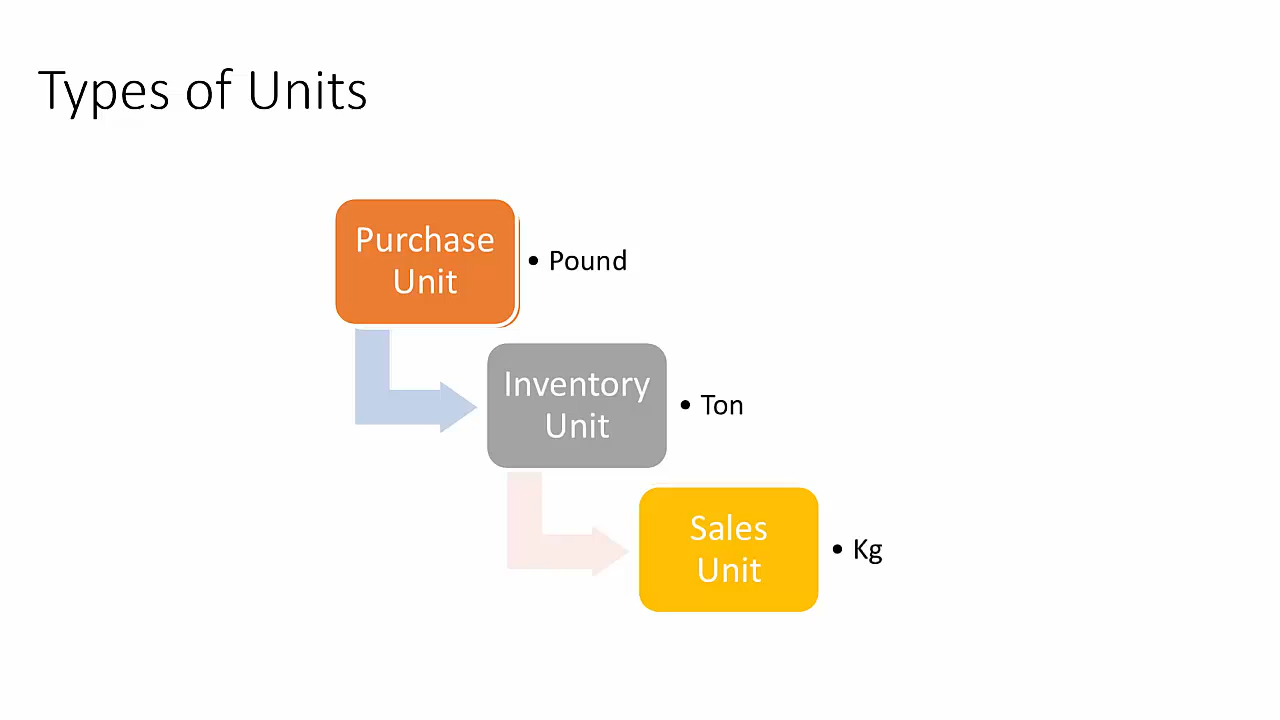 Types of Units
Purchase
Unit
• Pound
Inventory
Unit
• Ton
Sales
Unit
• Kg